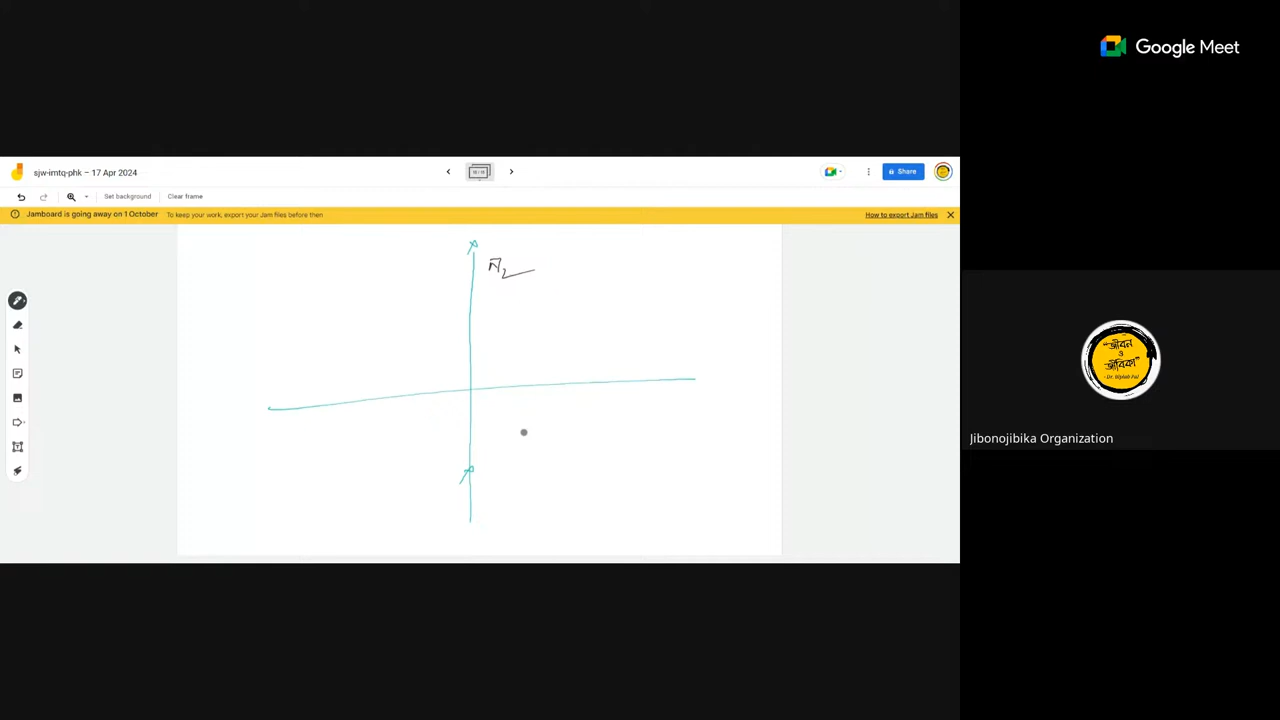 Google Meet
sjw-imtq-phk – 17 Apr 2024
Share
Set background
Clear frame
Jamboard is going away on 1 October
To keep your work, export your Jam files before then
How to export Jam files
"জীবন
ও
জীবিকা"
Jibonojibika Organization